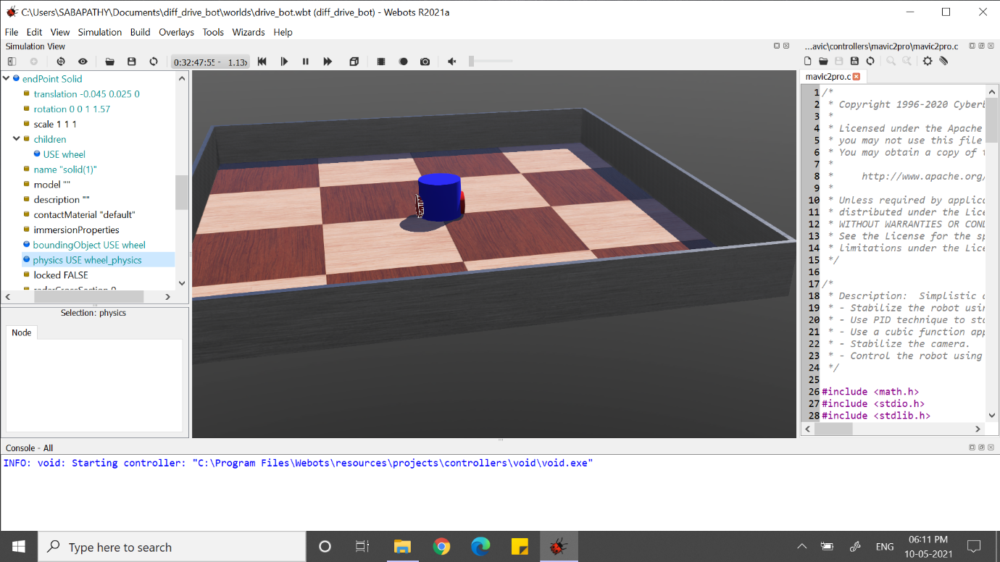 C:\Users\SABAPATHY\Documents\diff_drive_bot\worlds\drive_bot.wbt (diff_drive_bot) - Webots R2021a
File Edit View Simulation Build Overlays Tools Wizards Help
Simulation View
0:32:47:55 - 1.13x
endPoint Solid
translation -0.045 0.025 0
rotation 0 0 1 1.57
scale 1 1 1
children
USE wheel
name "solid(1)"
model ""
description ""
contactMaterial "default"
immersionProperties
boundingObject USE wheel
physics USE wheel_physics
locked FALSE
radarCrossSection 0
Selection: physics
Node
...avic\controllers\mavic2pro\mavic2pro.c
mavic2pro.c
1 /*
2 * Copyright 1996-2020 Cyberb
3 *
4 * Licensed under the Apache
5 * you may not use this file
6 * You may obtain a copy of t
7 *
8 * http://www.apache.org/
9 *
10 * Unless required by applica
11 * distributed under the Lice
12 * WITHOUT WARRANTIES OR COND
13 * See the License for the sp
14 * limitations under the Lice
15 */
16
17 /*
18 * Description: Simplistic d
19 * - Stabilize the robot usin
20 * - Use PID technique to sta
21 * - Use a cubic function app
22 * - Stabilize the camera.
23 * - Control the robot using
24 */
25
26 #include <math.h>
27 #include <stdio.h>
28 #include <stdlib.h>
Console - All
INFO: void: Starting controller: "C:\Program Files\Webots\resources\projects\controllers\void\void.exe"
Type here to search
ENG
06:11 PM
10-05-2021